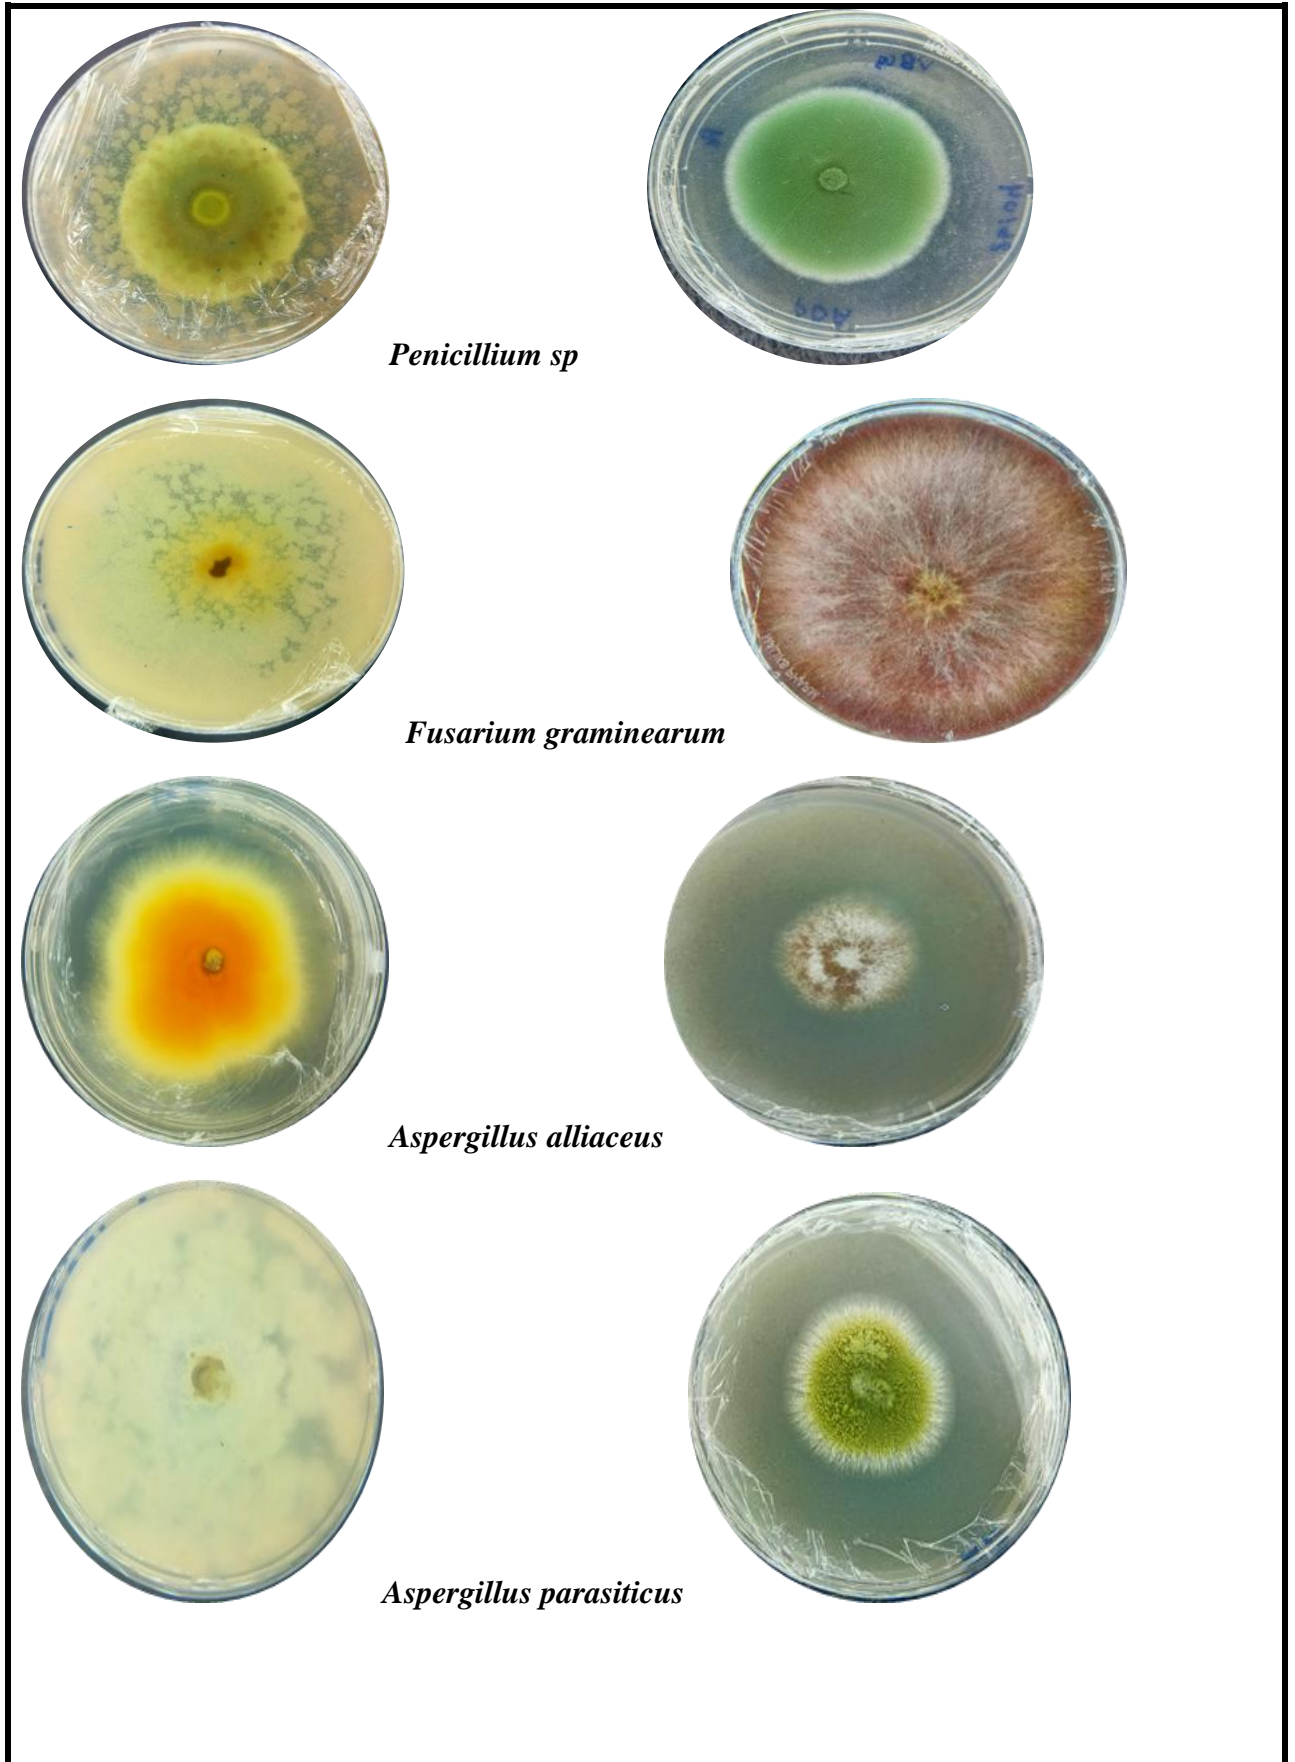 Penicillium sp
Fusarium graminearum
Aspergillus alliaceus
Aspergillus parasiticus